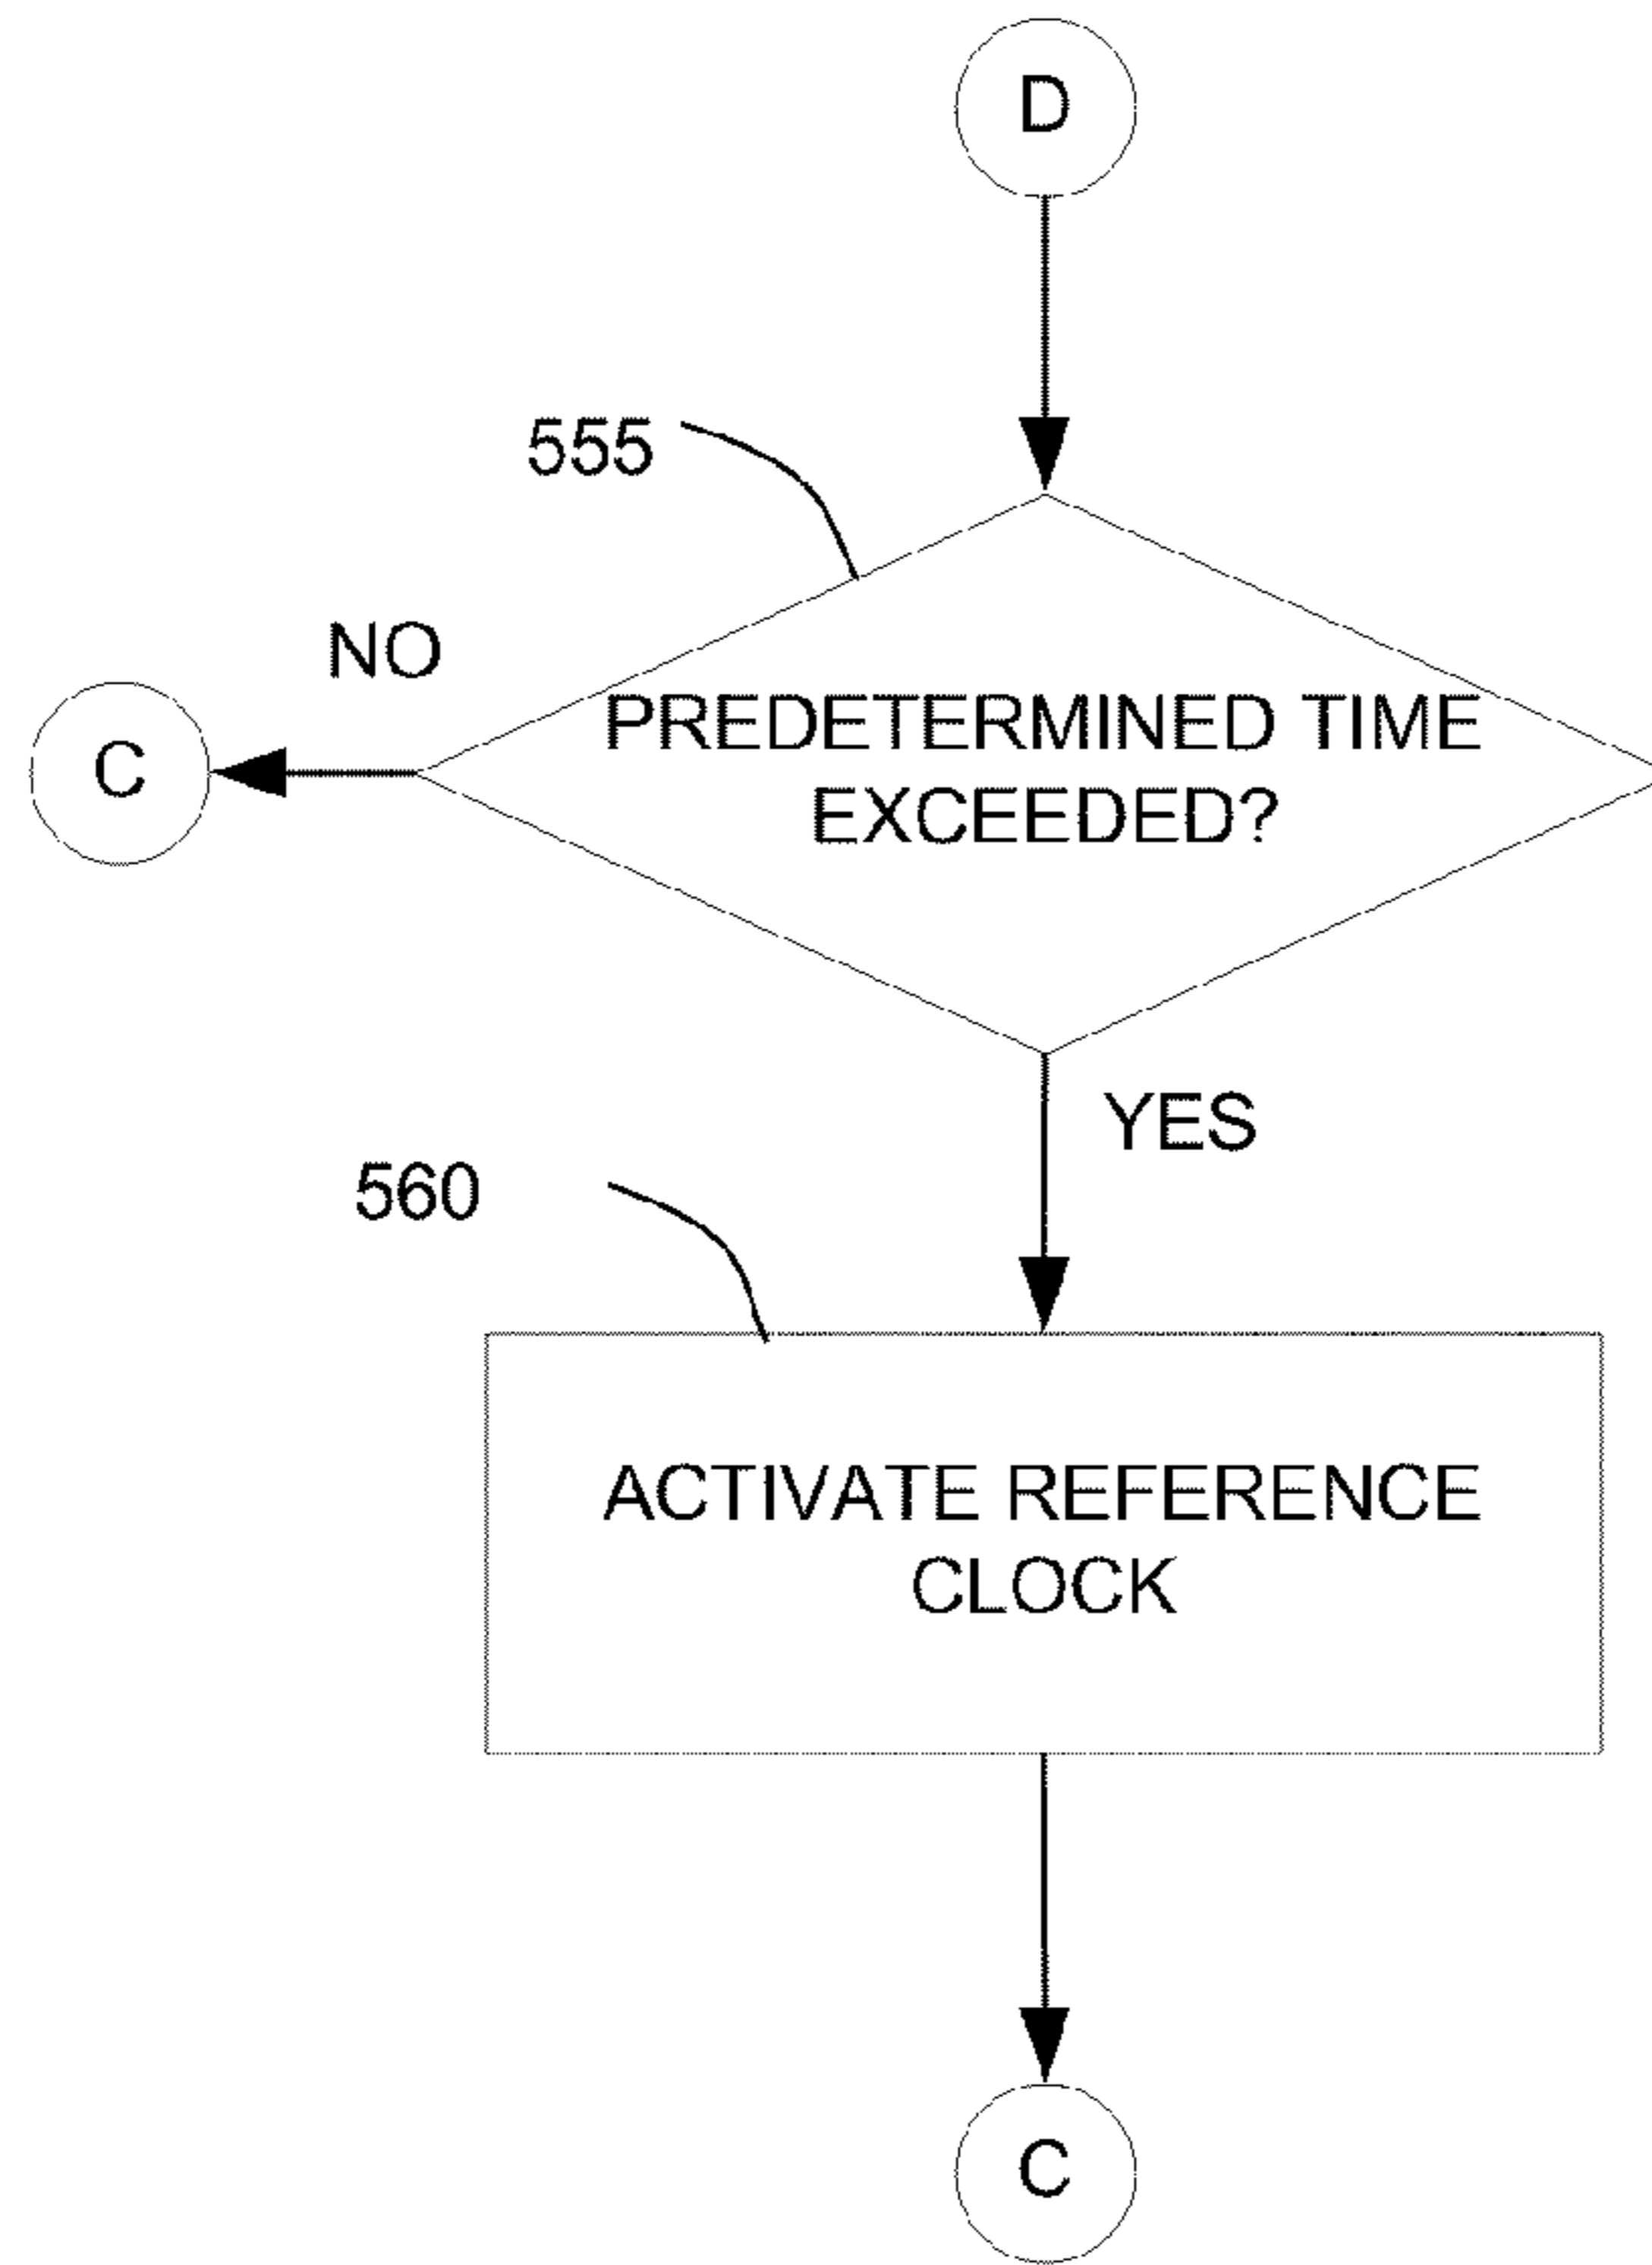 D
555
NO
PREDETERMINED TIME
EXCEEDED?
C
YES
560
ACTIVATE REFERENCE
CLOCK
C